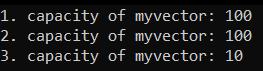 1. capacity of myvector: 100
2. capacity of myvector: 100
3. capacity of myvector: 10